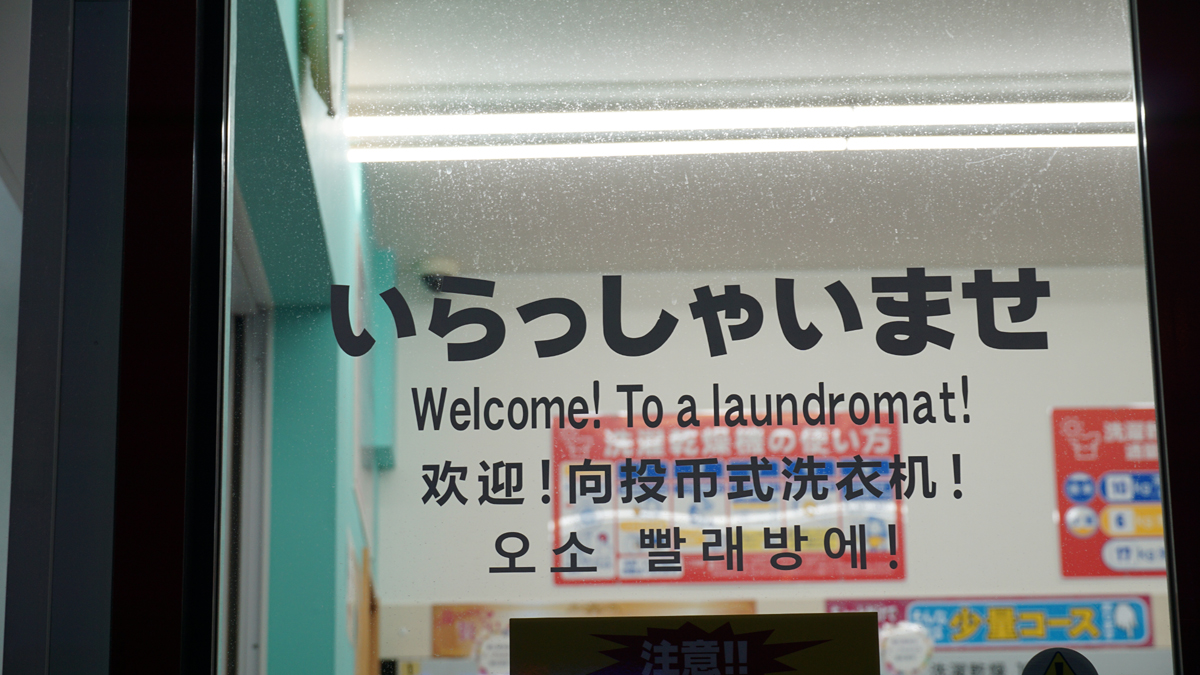 いらっしゃいませ
Welcome! To a laundromat!
欢迎！向投币式洗衣机！
오소 빨래방에!
洗濯乾燥機の使い方
少量コース
注意!!